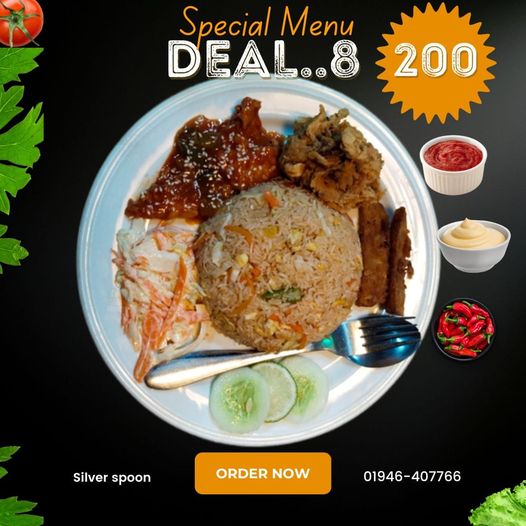 Special Menu
DEAL..8
200
Silver spoon
ORDER NOW
01946-407766